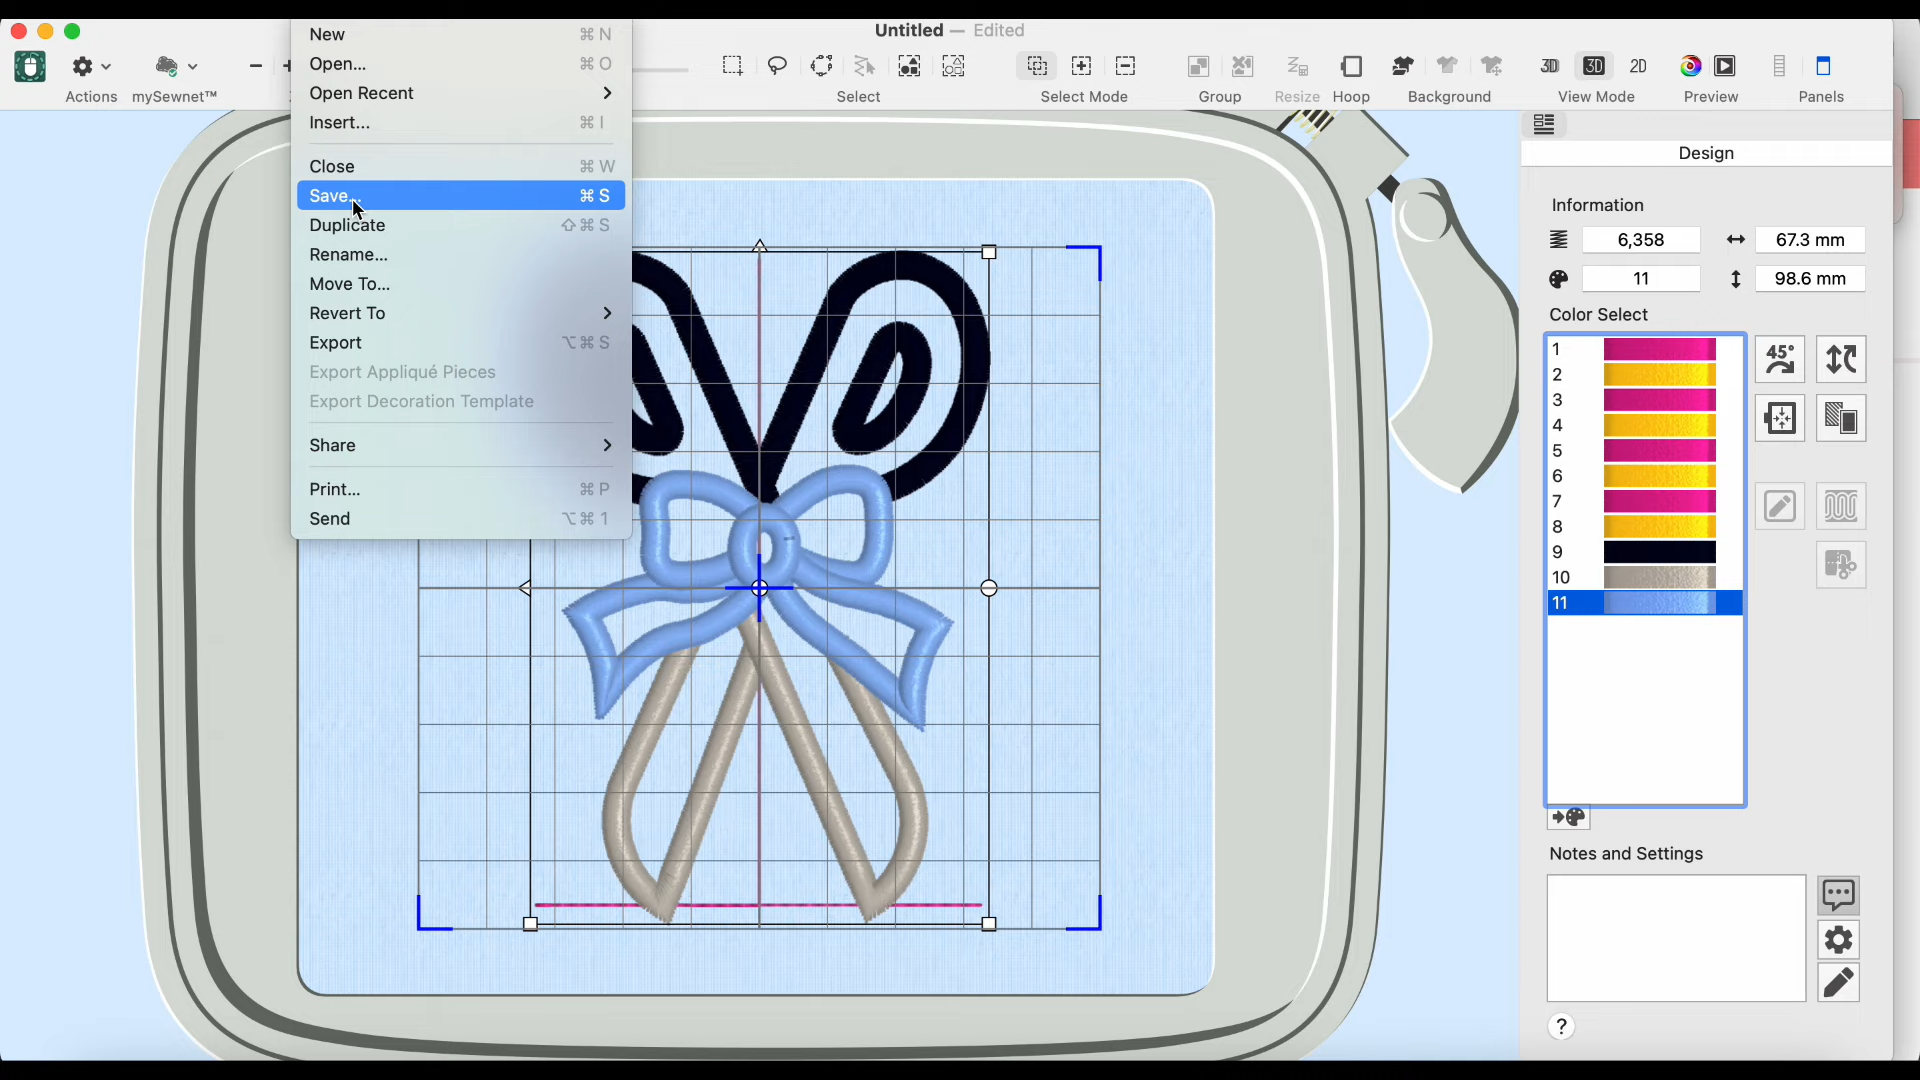 Untitled — Edited
Actions
mySewnet™
Select
Select Mode
Group
Resize
Hoop
Background
3D 3D 2D
View Mode
Preview
Panels
New ⌘ N
Open... ⌘ O
Open Recent
Insert... ⌘ I
Close ⌘ W
Save... ⌘ S
Duplicate ⇧ ⌘ S
Rename...
Move To...
Revert To
Export ⌥ ⌘ S
Export Appliqué Pieces
Export Decoration Template
Share
Print... ⌘ P
Send ⌥ ⌘ 1
Design
Information
6,358
67.3 mm
11
98.6 mm
Color Select
1
2
3
4
5
6
7
8
9
10
11
45°
Notes and Settings
?